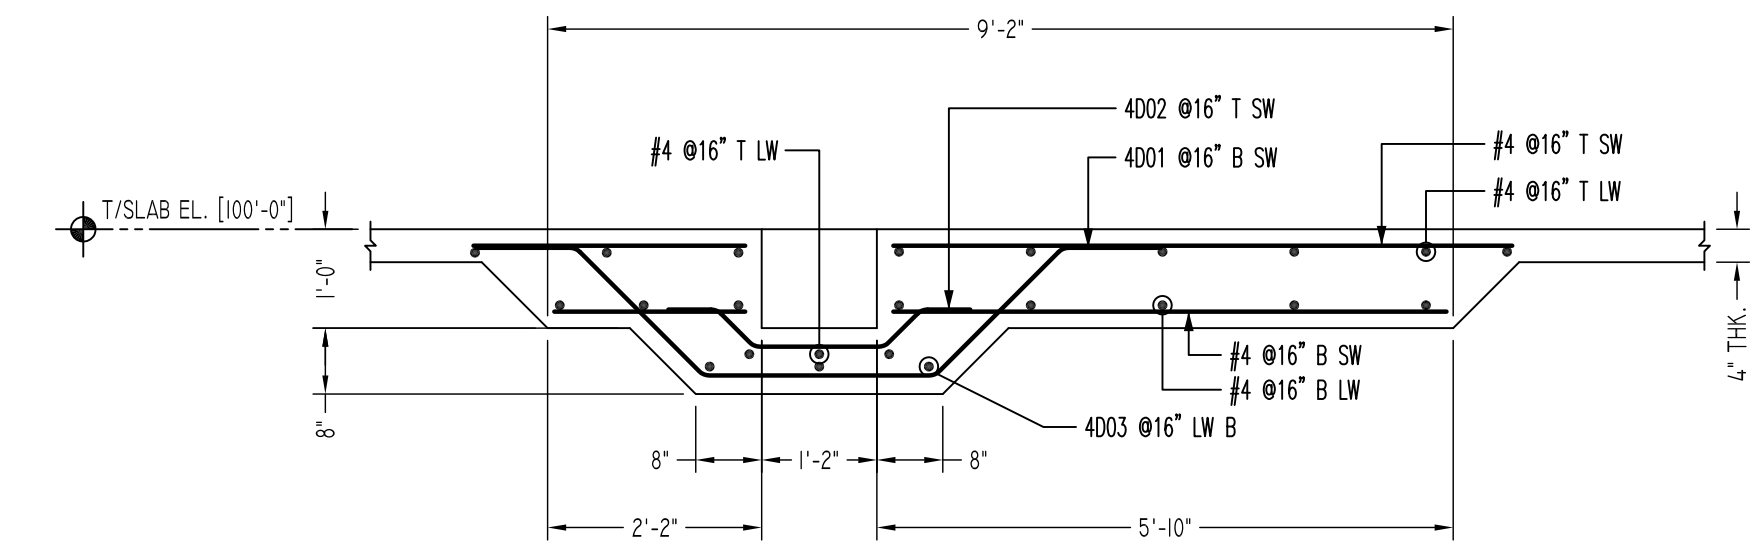 9'-2"
4D02 @16" T SW
#4 @16" T LW
4D01 @16" B SW
#4 @16" T SW
#4 @16" T LW
T/SLAB EL. [100'-0"]
1'-0"
4" THK.
#4 @16" B SW
#4 @16" B LW
8"
4D03 @16" LW B
8"
1'-2"
8"
2'-2"
5'-10"